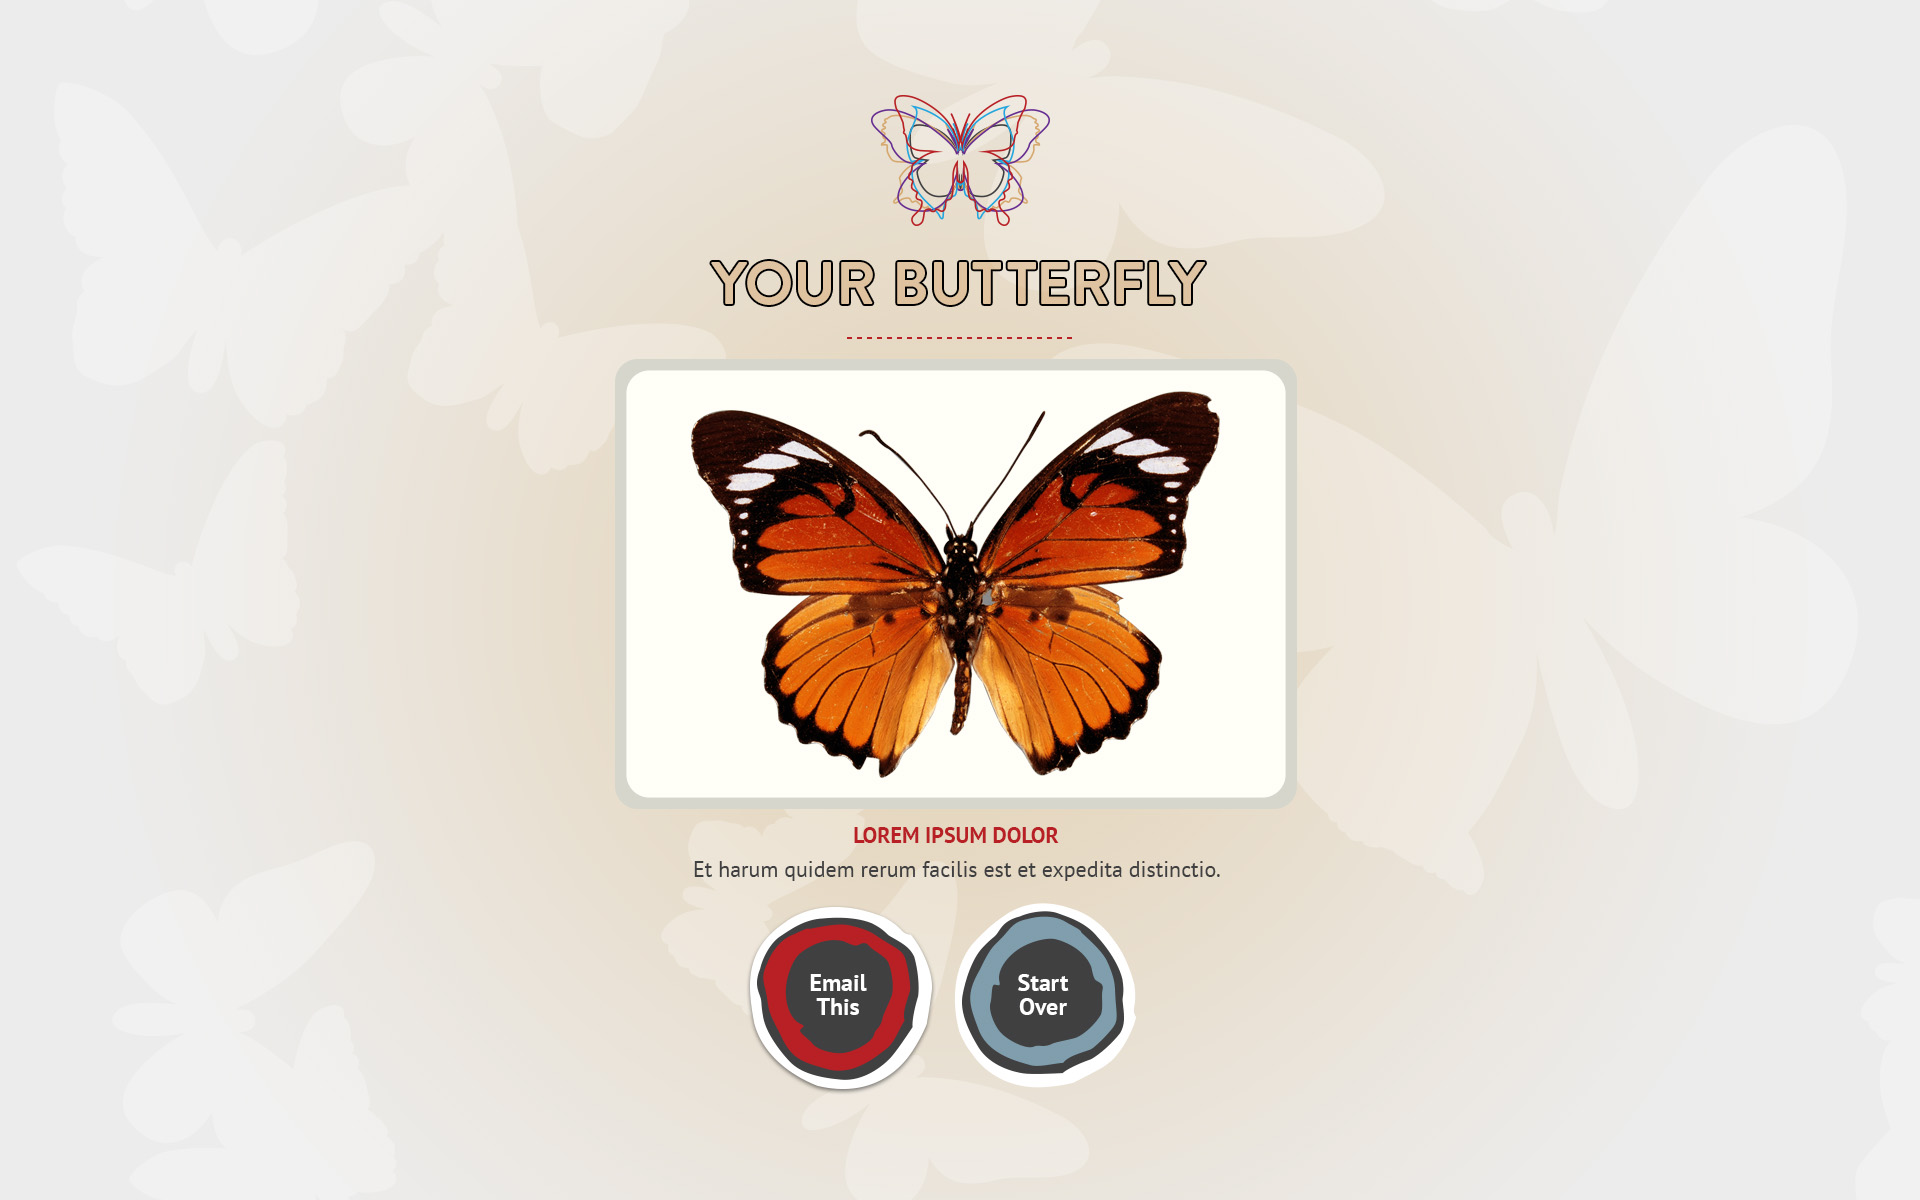 YOUR BUTTERFLY
LOREM IPSUM DOLOR
Et harum quidem rerum facilis est et expedita distinctio.
Email
This
Start
Over